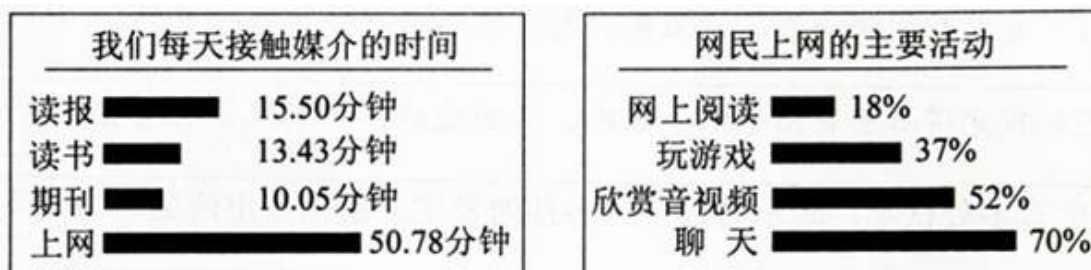 我们每天接触媒介的时间
读报 15.50分钟
读书 13.43分钟
期刊 10.05分钟
上网 50.78分钟
网民上网的主要活动
网上阅读 18%
玩游戏 37%
欣赏音视频 52%
聊天 70%